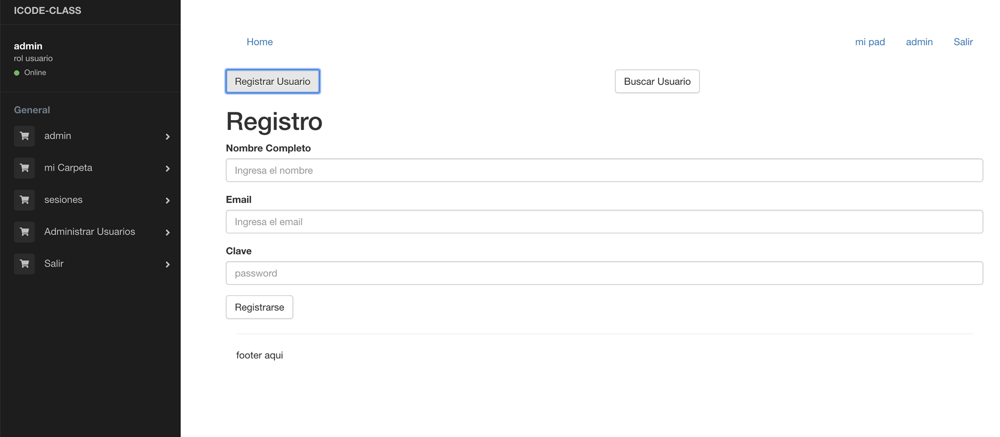 ICODE-CLASS
admin
rol usuario
Online
General
admin
mi Carpeta
sesiones
Administrar Usuarios
Salir
Home
mi pad
admin
Salir
Registrar Usuario
Buscar Usuario
Registro
Nombre Completo
Ingresa el nombre
Email
Ingresa el email
Clave
password
Registrarse
footer aqui